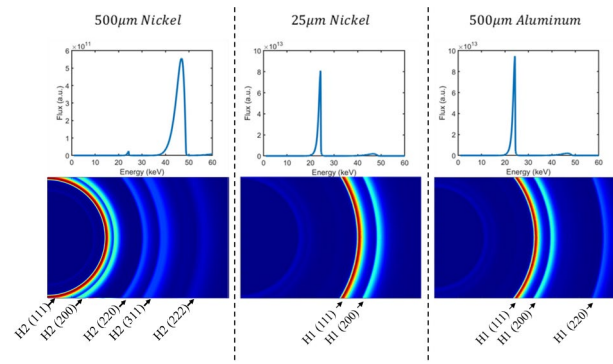 500μm Nickel
25μm Nickel
500μm Aluminum
×10^11
6
5
4
3
2
1
0
Flux (a.u.)
0 10 20 30 40 50 60
Energy (keV)
×10^13
10
8
6
4
2
0
Flux (a.u.)
0 10 20 30 40 50 60
Energy (keV)
×10^13
10
8
6
4
2
0
Flux (a.u.)
0 10 20 30 40 50 60
Energy (keV)
H2 (111)
H2 (200)
H2 (220)
H2 (311)
H2 (222)
H1 (111)
H1 (200)
H1 (111)
H1 (200)
H1 (220)